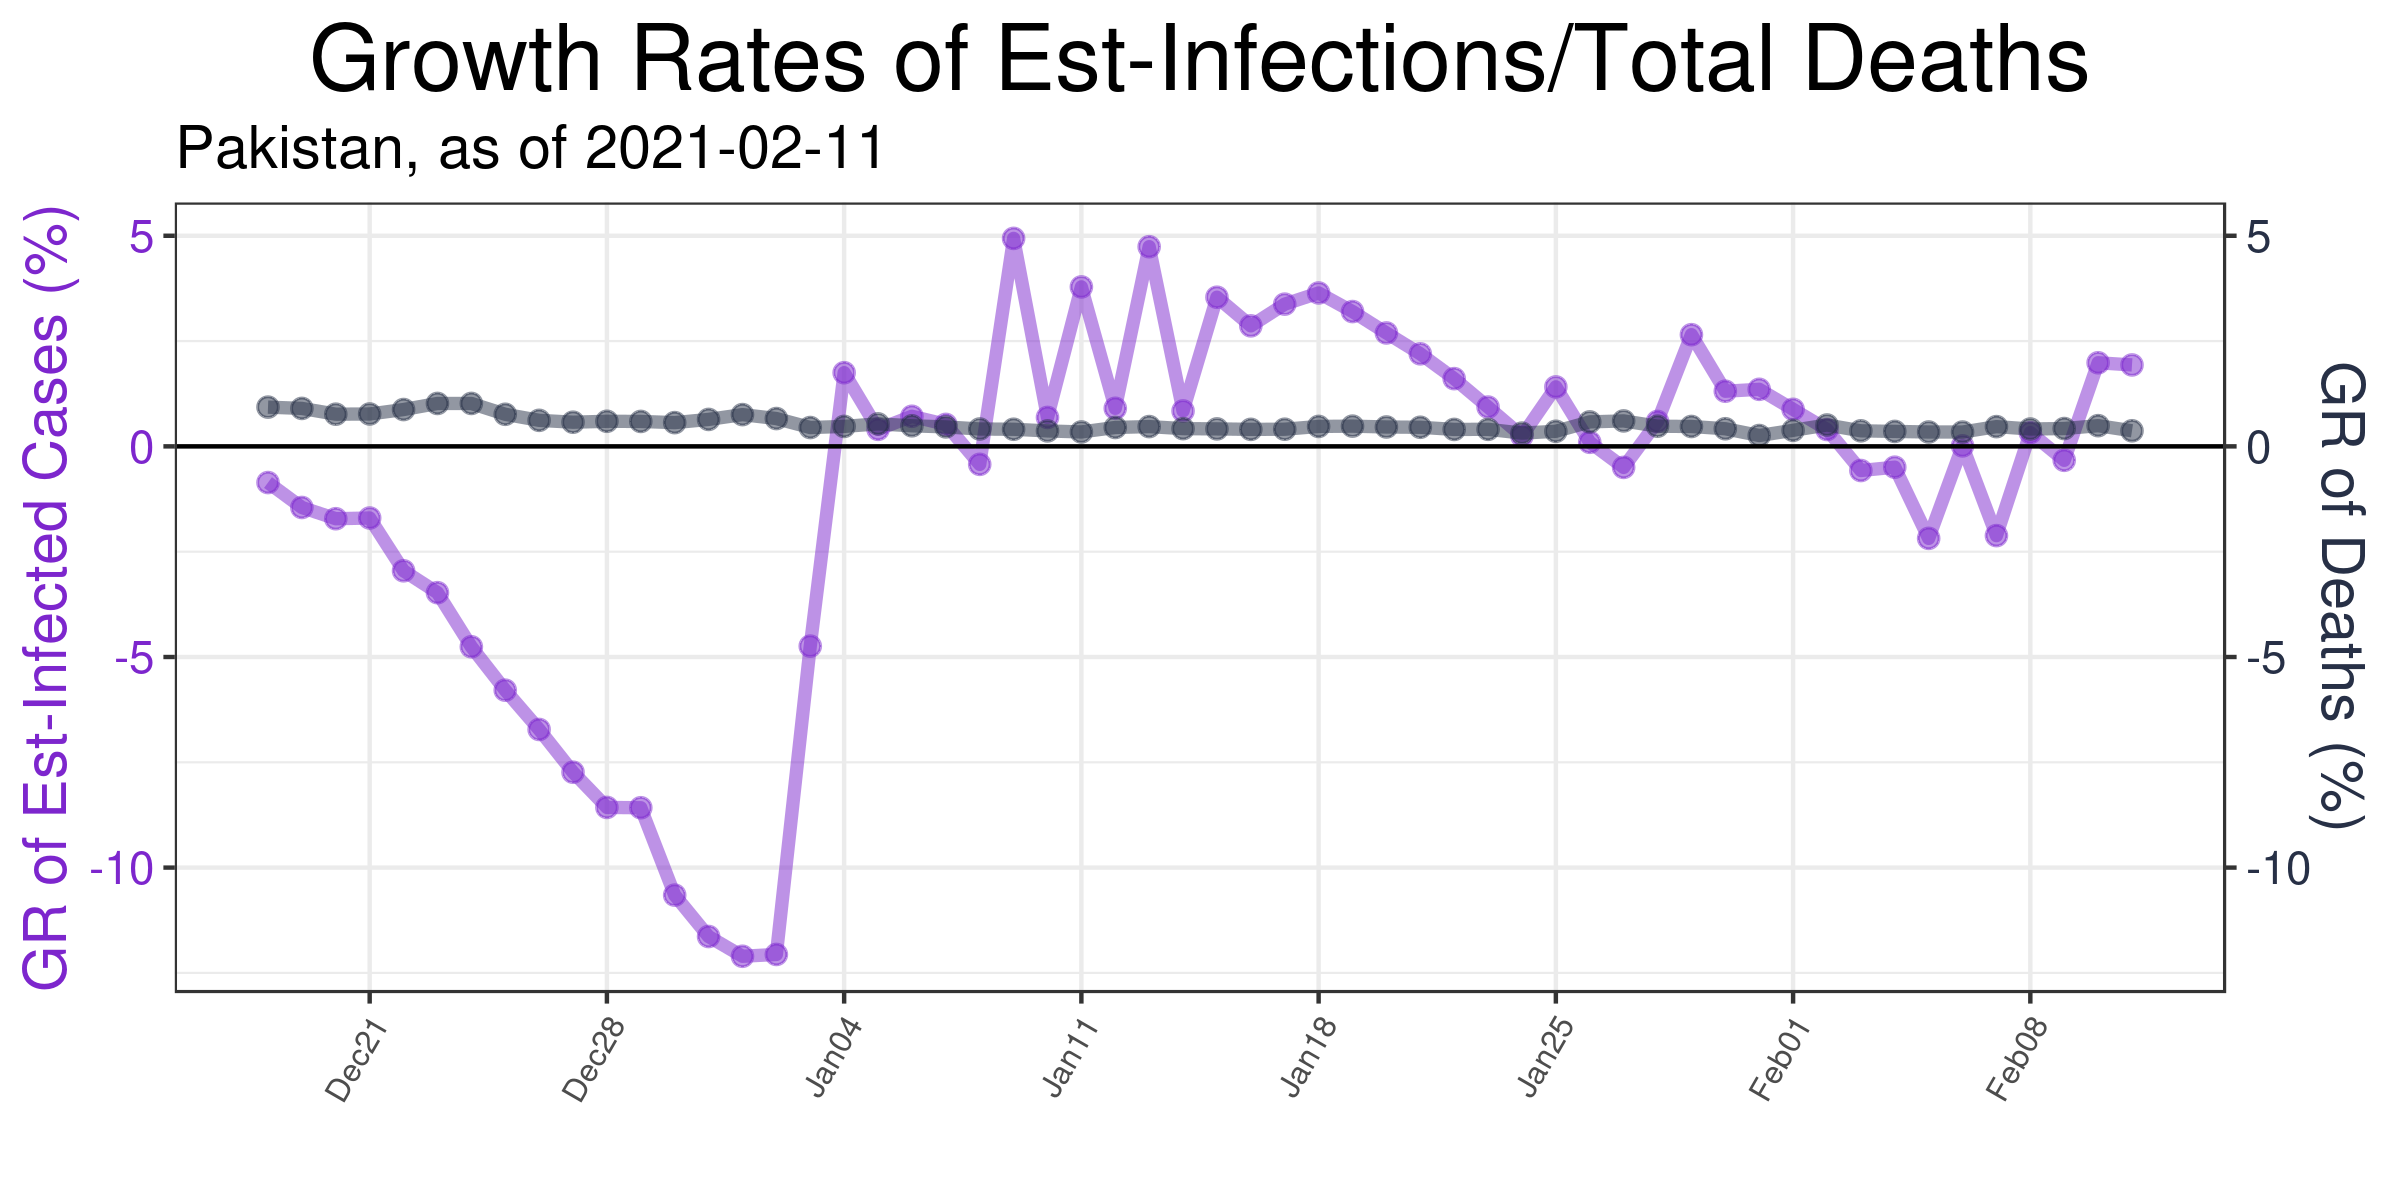 Growth Rates of Est-Infections/Total Deaths
Pakistan, as of 2021-02-11
GR of Est-Infected Cases (%)
5
0
-5
-10
5
0
-5
-10
GR of Deaths (%)
Dec21
Dec28
Jan04
Jan11
Jan18
Jan25
Feb01
Feb08